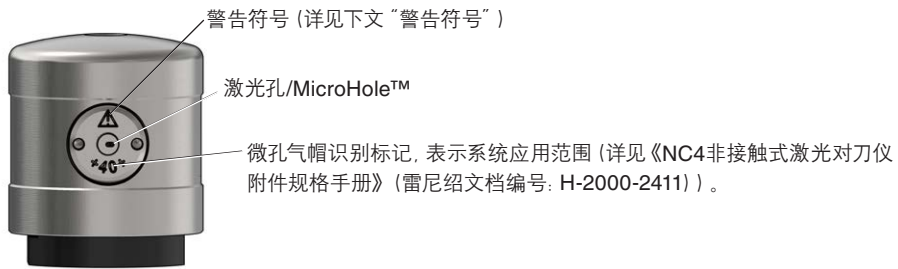 警告符号 (详见下文 “警告符号” )
激光孔/MicroHole™
微孔气帽识别标记, 表示系统应用范围 (详见《NC4非接触式激光对刀仪
附件规格手册》 (雷尼绍文档编号: H-2000-2411) ) 。